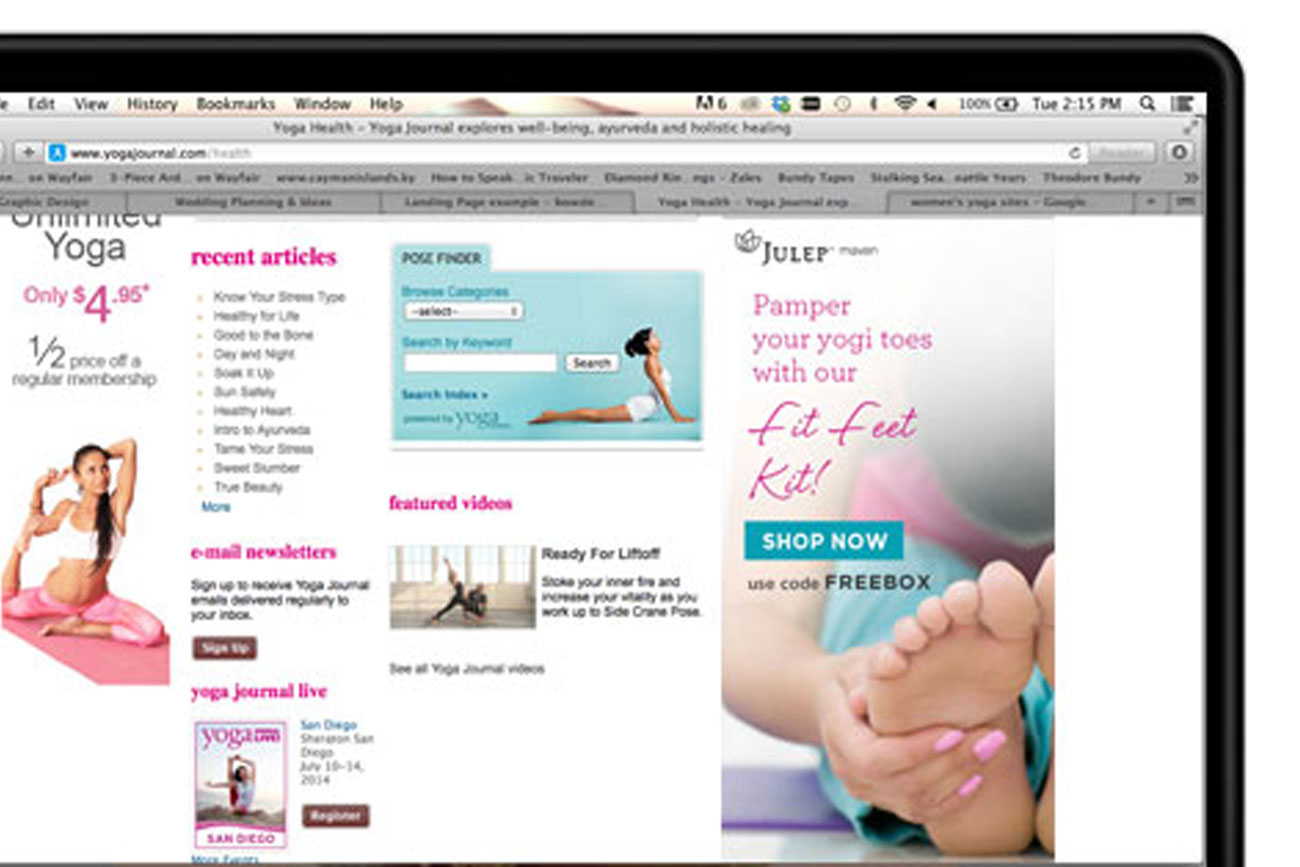 Edit View History Bookmarks Window Help
6 100% Tue 2:15 PM
Yoga Health – Yoga Journal explores well-being, ayurveda and holistic healing
www.yogajournal.com/health
on Wayfair 3-Piece Ard... on Wayfair www.caymanislands.ky How to Speak...ic Traveler Diamond Rin...ngs - Zales Bundy Tapes Stalking Sea...eattle Years Theodore Bundy
Graphic Design Wedding Planning & Ideas Landing Page example - Yoga Health – Yoga Journal exp... women's yoga sites - Google...
Unlimited
Yoga
Only $4.95*
1/2 price off a
regular membership
recent articles
Know Your Stress Type
Healthy for Life
Good to the Bone
Day and Night
Soak It Up
Sun Safety
Healthy Heart
Intro to Ayurveda
Tame Your Stress
Sweet Slumber
True Beauty
More
e-mail newsletters
Sign up to receive Yoga Journal
emails delivered regularly to
your inbox.
Sign Up
yoga journal live
yoga
SAN DIEGO
San Diego
Sheraton San
Diego
July 10-14,
2014
Register
More Events
POSE FINDER
Browse Categories
-select-
Search by Keyword
Search
Search Index »
powered by yoga
featured videos
Ready For Liftoff
Stoke your inner fire and
increase your vitality as you
work up to Side Crane Pose.
See all Yoga Journal videos
JULEP maven
Pamper
your yogi toes
with our
Fit Feet
Kit!
SHOP NOW
use code FREEBOX